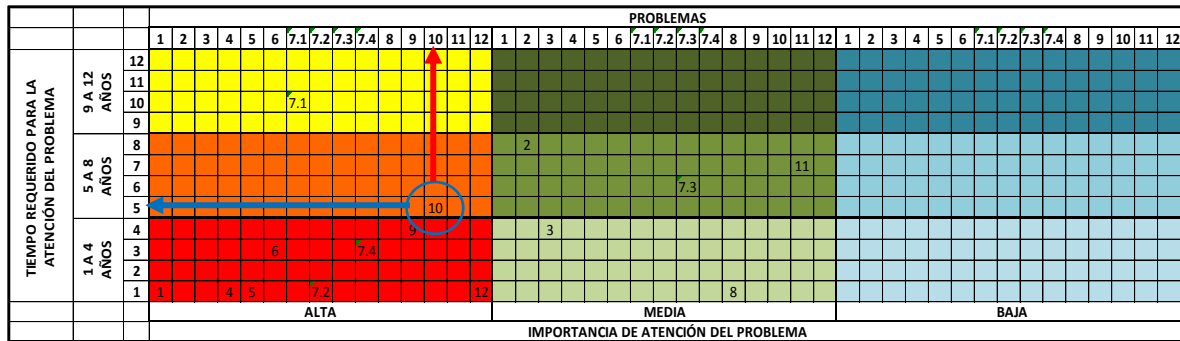 PROBLEMAS
1 2 3 4 5 6 7.1 7.2 7.3 7.4 8 9 10 11 12 1 2 3 4 5 6 7.1 7.2 7.3 7.4 8 9 10 11 12 1 2 3 4 5 6 7.1 7.2 7.3 7.4 8 9 10 11 12
TIEMPO REQUERIDO PARA LA
ATENCIÓN DEL PROBLEMA
9 A 12
AÑOS
12
11
10 7.1
9
5 A 8
AÑOS
8 2
7 11
6 7.3
5 10
1 A 4
AÑOS
4 9 3
3 6 7.4
2
1 1 4 5 7.2 12 8
ALTA MEDIA BAJA
IMPORTANCIA DE ATENCIÓN DEL PROBLEMA